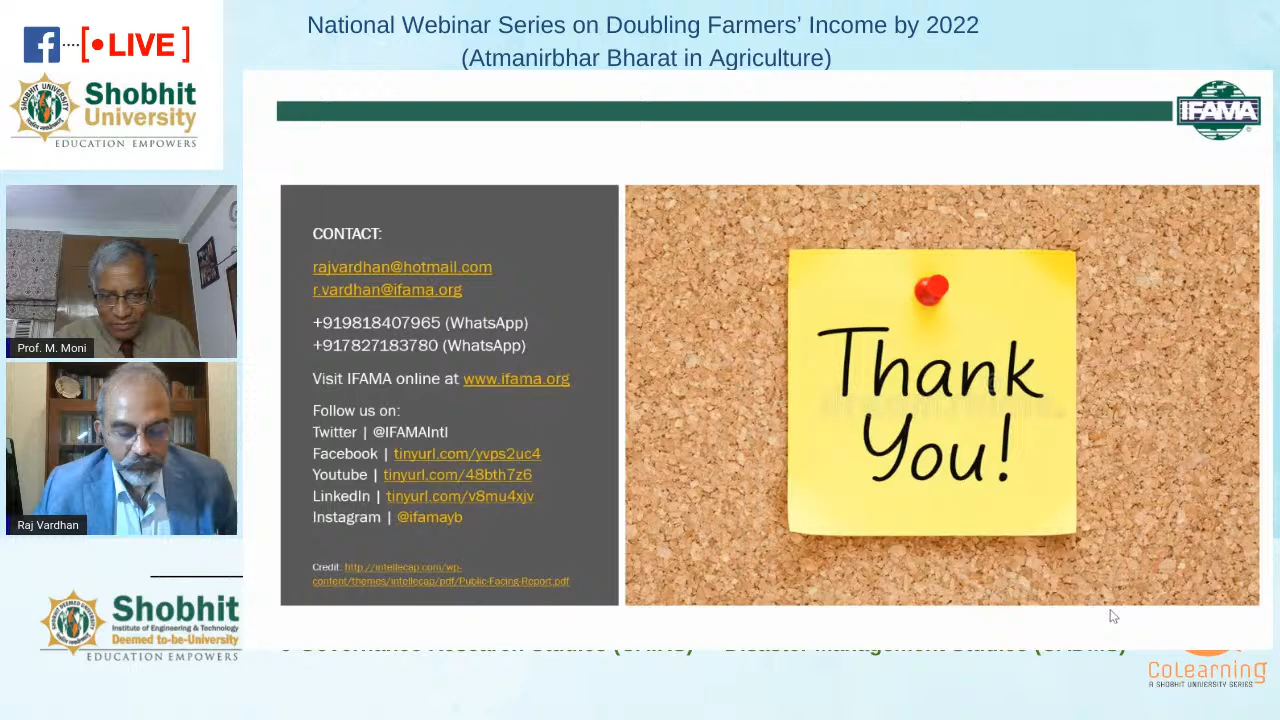 National Webinar Series on Doubling Farmers' Income by 2022
(Atmanirbhar Bharat in Agriculture)
LIVE
Shobhit
University
EDUCATION EMPOWERS
IFAMA
CONTACT:
rajvardhan@hotmail.com
r.vardhan@ifama.org
+919818407965 (WhatsApp)
+917827183780 (WhatsApp)
Visit IFAMA online at www.ifama.org
Follow us on:
Twitter | @IFAMAIntl
Facebook | tinyurl.com/yvps2uc4
Youtube | tinyurl.com/48bth7z6
LinkedIn | tinyurl.com/v8mu4xjv
Instagram | @ifamayb
Credit: http://intellecap.com/wp-
content/themes/intellecap/pdf/Public-Facing-Report.pdf
Thank
You!
Prof. M. Moni
Raj Vardhan
Shobhit
Institute of Engineering & Technology
Deemed to-be-University
EDUCATION EMPOWERS
CoLearning
A SHOBHIT UNIVERSITY SERIES